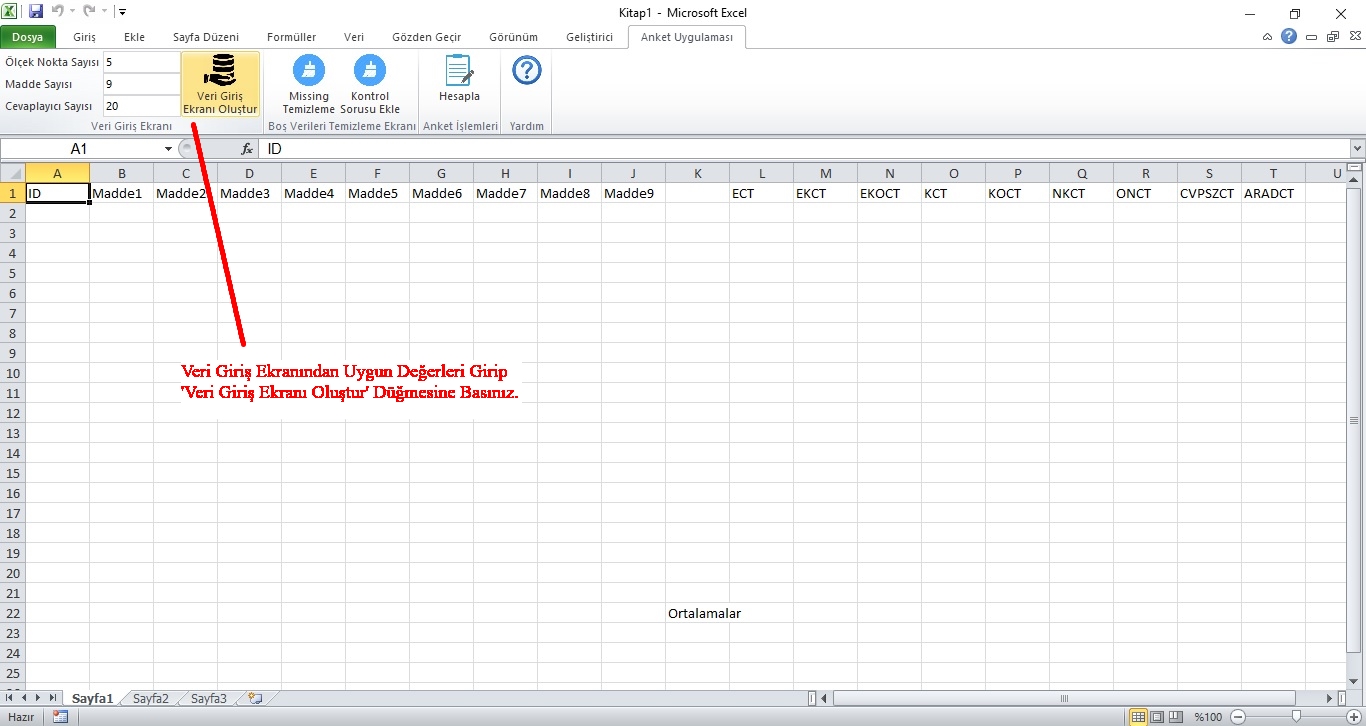 Kitap1 - Microsoft Excel
Dosya Giriş Ekle Sayfa Düzeni Formüller Veri Gözden Geçir Görünüm Geliştirici Anket Uygulaması
Ölçek Nokta Sayısı 5
Madde Sayısı 9
Cevaplayıcı Sayısı 20
Veri Giriş
Ekranı Oluştur
Missing
Temizleme
Kontrol
Sorusu Ekle
Hesapla
Veri Giriş Ekranı Boş Verileri Temizleme Ekranı Anket İşlemleri Yardım
A1 fx ID
A B C D E F G H I J K L M N O P Q R S T U
1 ID Madde1 Madde2 Madde3 Madde4 Madde5 Madde6 Madde7 Madde8 Madde9 ECT EKCT EKOCT KCT KOCT NKCT ONCT CVPSZCT ARADCT
2
3
4
5
6
7
8
9
10
11
12
13
14
15
16
17
18
19
20
21
22 Ortalamalar
23
24
25
Veri Giriş Ekranından Uygun Değerleri Girip
'Veri Giriş Ekranı Oluştur' Düğmesine Basınız.
Sayfa1 Sayfa2 Sayfa3
Hazır %100